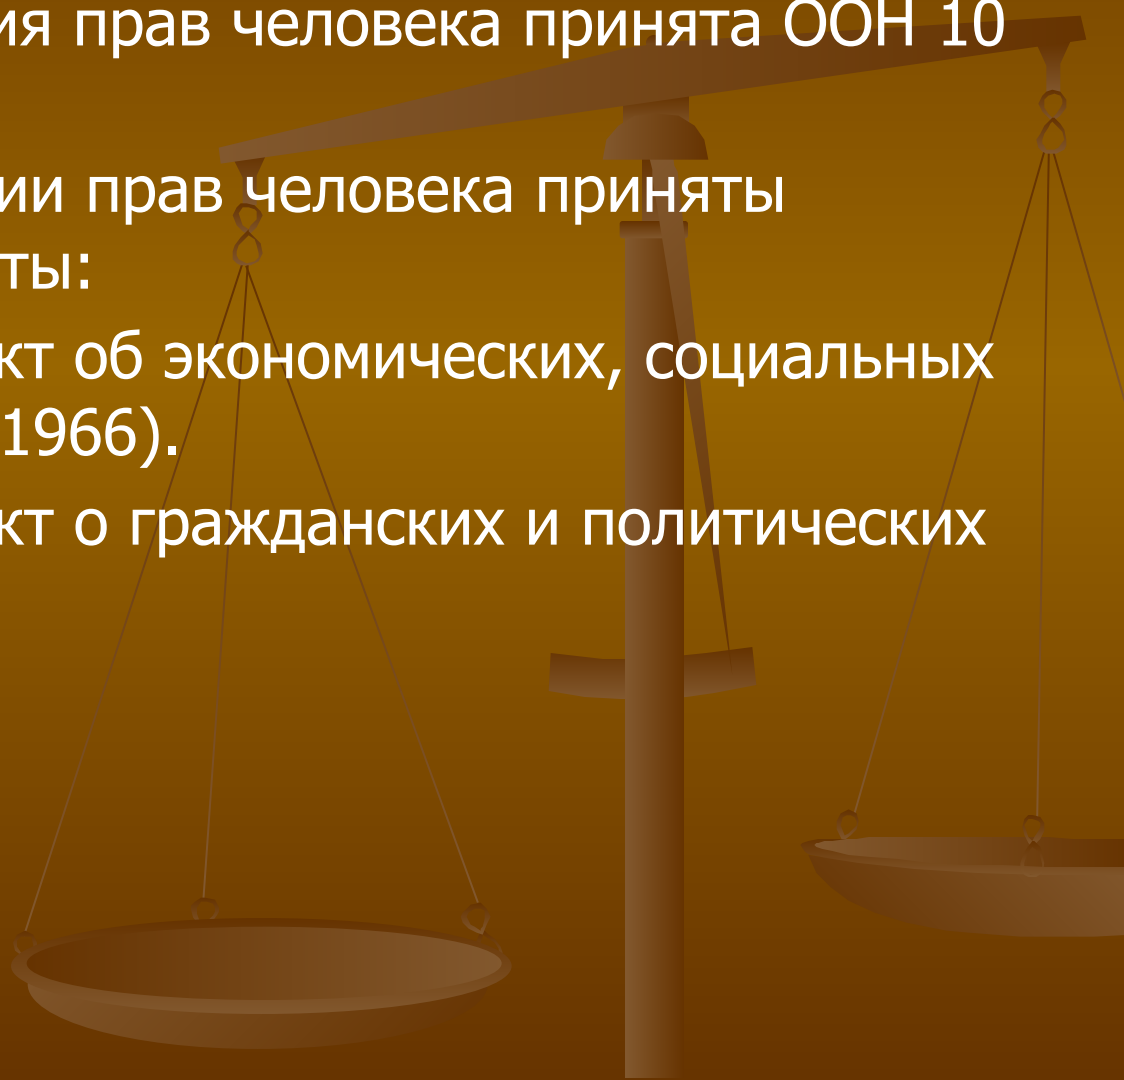 ия прав человека принята ООН 10
ии прав человека приняты
ты:
кт об экономических, социальных
1966).
кт о гражданских и политических